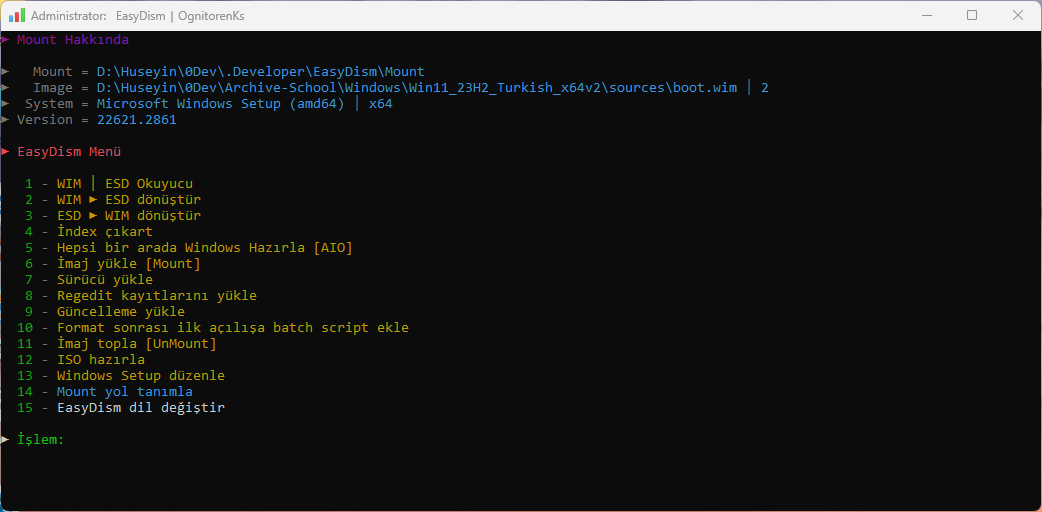 Administrator: EasyDism | OgnitorenKs
► Mount Hakkında
► Mount = D:\Huseyin\0Dev\.Developer\EasyDism\Mount
► Image = D:\Huseyin\0Dev\Archive-School\Windows\Win11_23H2_Turkish_x64v2\sources\boot.wim | 2
► System = Microsoft Windows Setup (amd64) | x64
► Version = 22621.2861
► EasyDism Menü
1 - WIM | ESD Okuyucu
2 - WIM ► ESD dönüştür
3 - ESD ► WIM dönüştür
4 - İndex çıkart
5 - Hepsi bir arada Windows Hazırla [AIO]
6 - İmaj yükle [Mount]
7 - Sürücü yükle
8 - Regedit kayıtlarını yükle
9 - Güncelleme yükle
10 - Format sonrası ilk açılışa batch script ekle
11 - İmaj topla [UnMount]
12 - ISO hazırla
13 - Windows Setup düzenle
14 - Mount yol tanımla
15 - EasyDism dil değiştir
► İşlem: